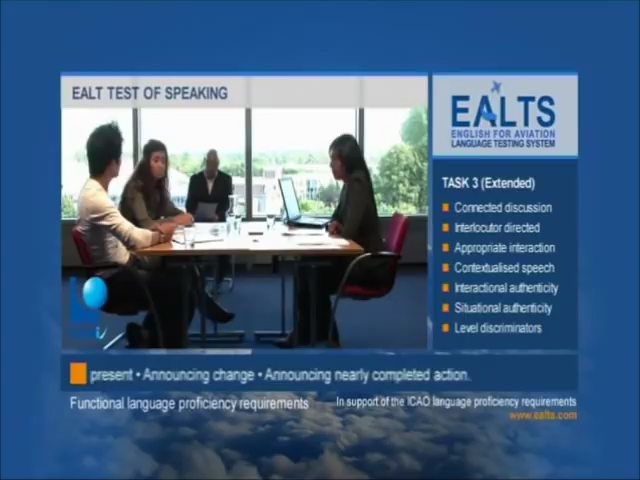 EALT TEST OF SPEAKING
EALTS
ENGLISH FOR AVIATION
LANGUAGE TESTING SYSTEM
TASK 3 (Extended)
Connected discussion
Interlocutor directed
Appropriate interaction
Contextualised speech
Interactional authenticity
Situational authenticity
Level discriminators
present • Announcing change • Announcing nearly completed action.
Functional language proficiency requirements
In support of the ICAO language proficiency requirements
www.ealts.com